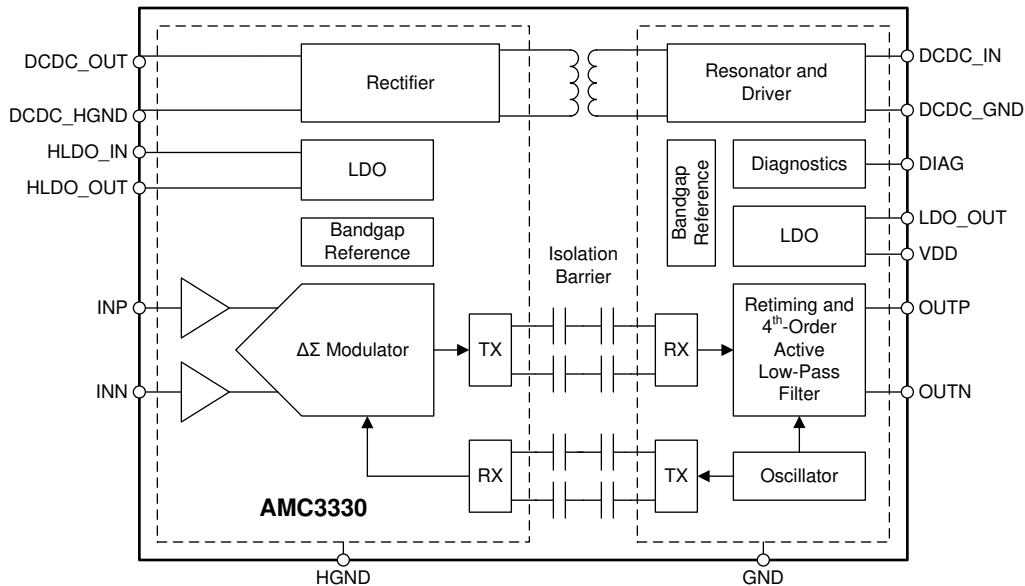 DCDC_OUT
DCDC_HGND
HLDO_IN
HLDO_OUT
INP
INN
Rectifier
LDO
Bandgap
Reference
ΔΣ Modulator
TX
RX
AMC3330
HGND
Isolation
Barrier
Resonator and
Driver
Bandgap
Reference
Diagnostics
LDO
RX
Retiming and
4th-Order
Active
Low-Pass
Filter
TX
Oscillator
GND
DCDC_IN
DCDC_GND
DIAG
LDO_OUT
VDD
OUTP
OUTN